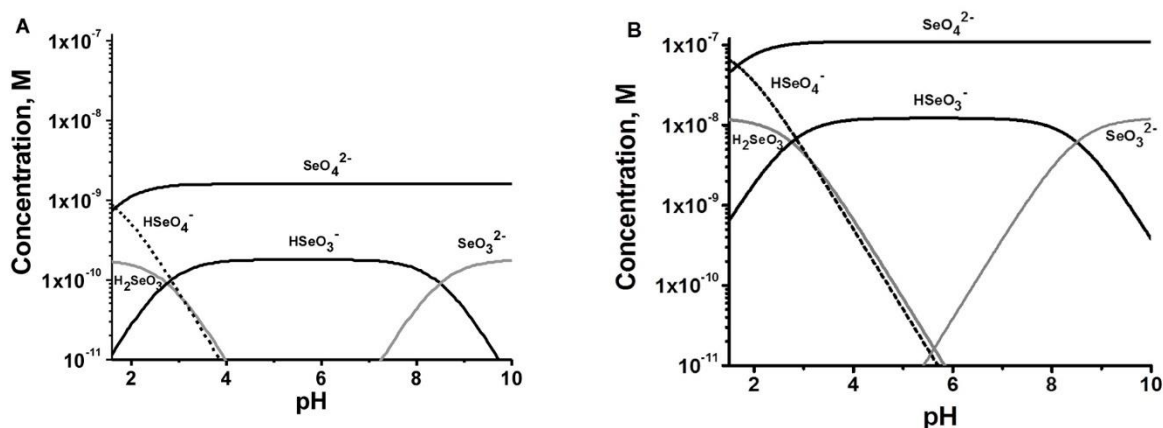 A
Concentration, M
1x10⁻⁷
1x10⁻⁸
1x10⁻⁹
1x10⁻¹⁰
10⁻¹¹
SeO₄²⁻
HSeO₄⁻
HSeO₃⁻
SeO₃²⁻
H₂SeO₃
2 4 6 8 10
pH
B
Concentration, M
1x10⁻⁷
1x10⁻⁸
1x10⁻⁹
1x10⁻¹⁰
1x10⁻¹¹
SeO₄²⁻
HSeO₄⁻
HSeO₃⁻
H₂SeO₃
SeO₃²⁻
2 4 6 8 10
pH